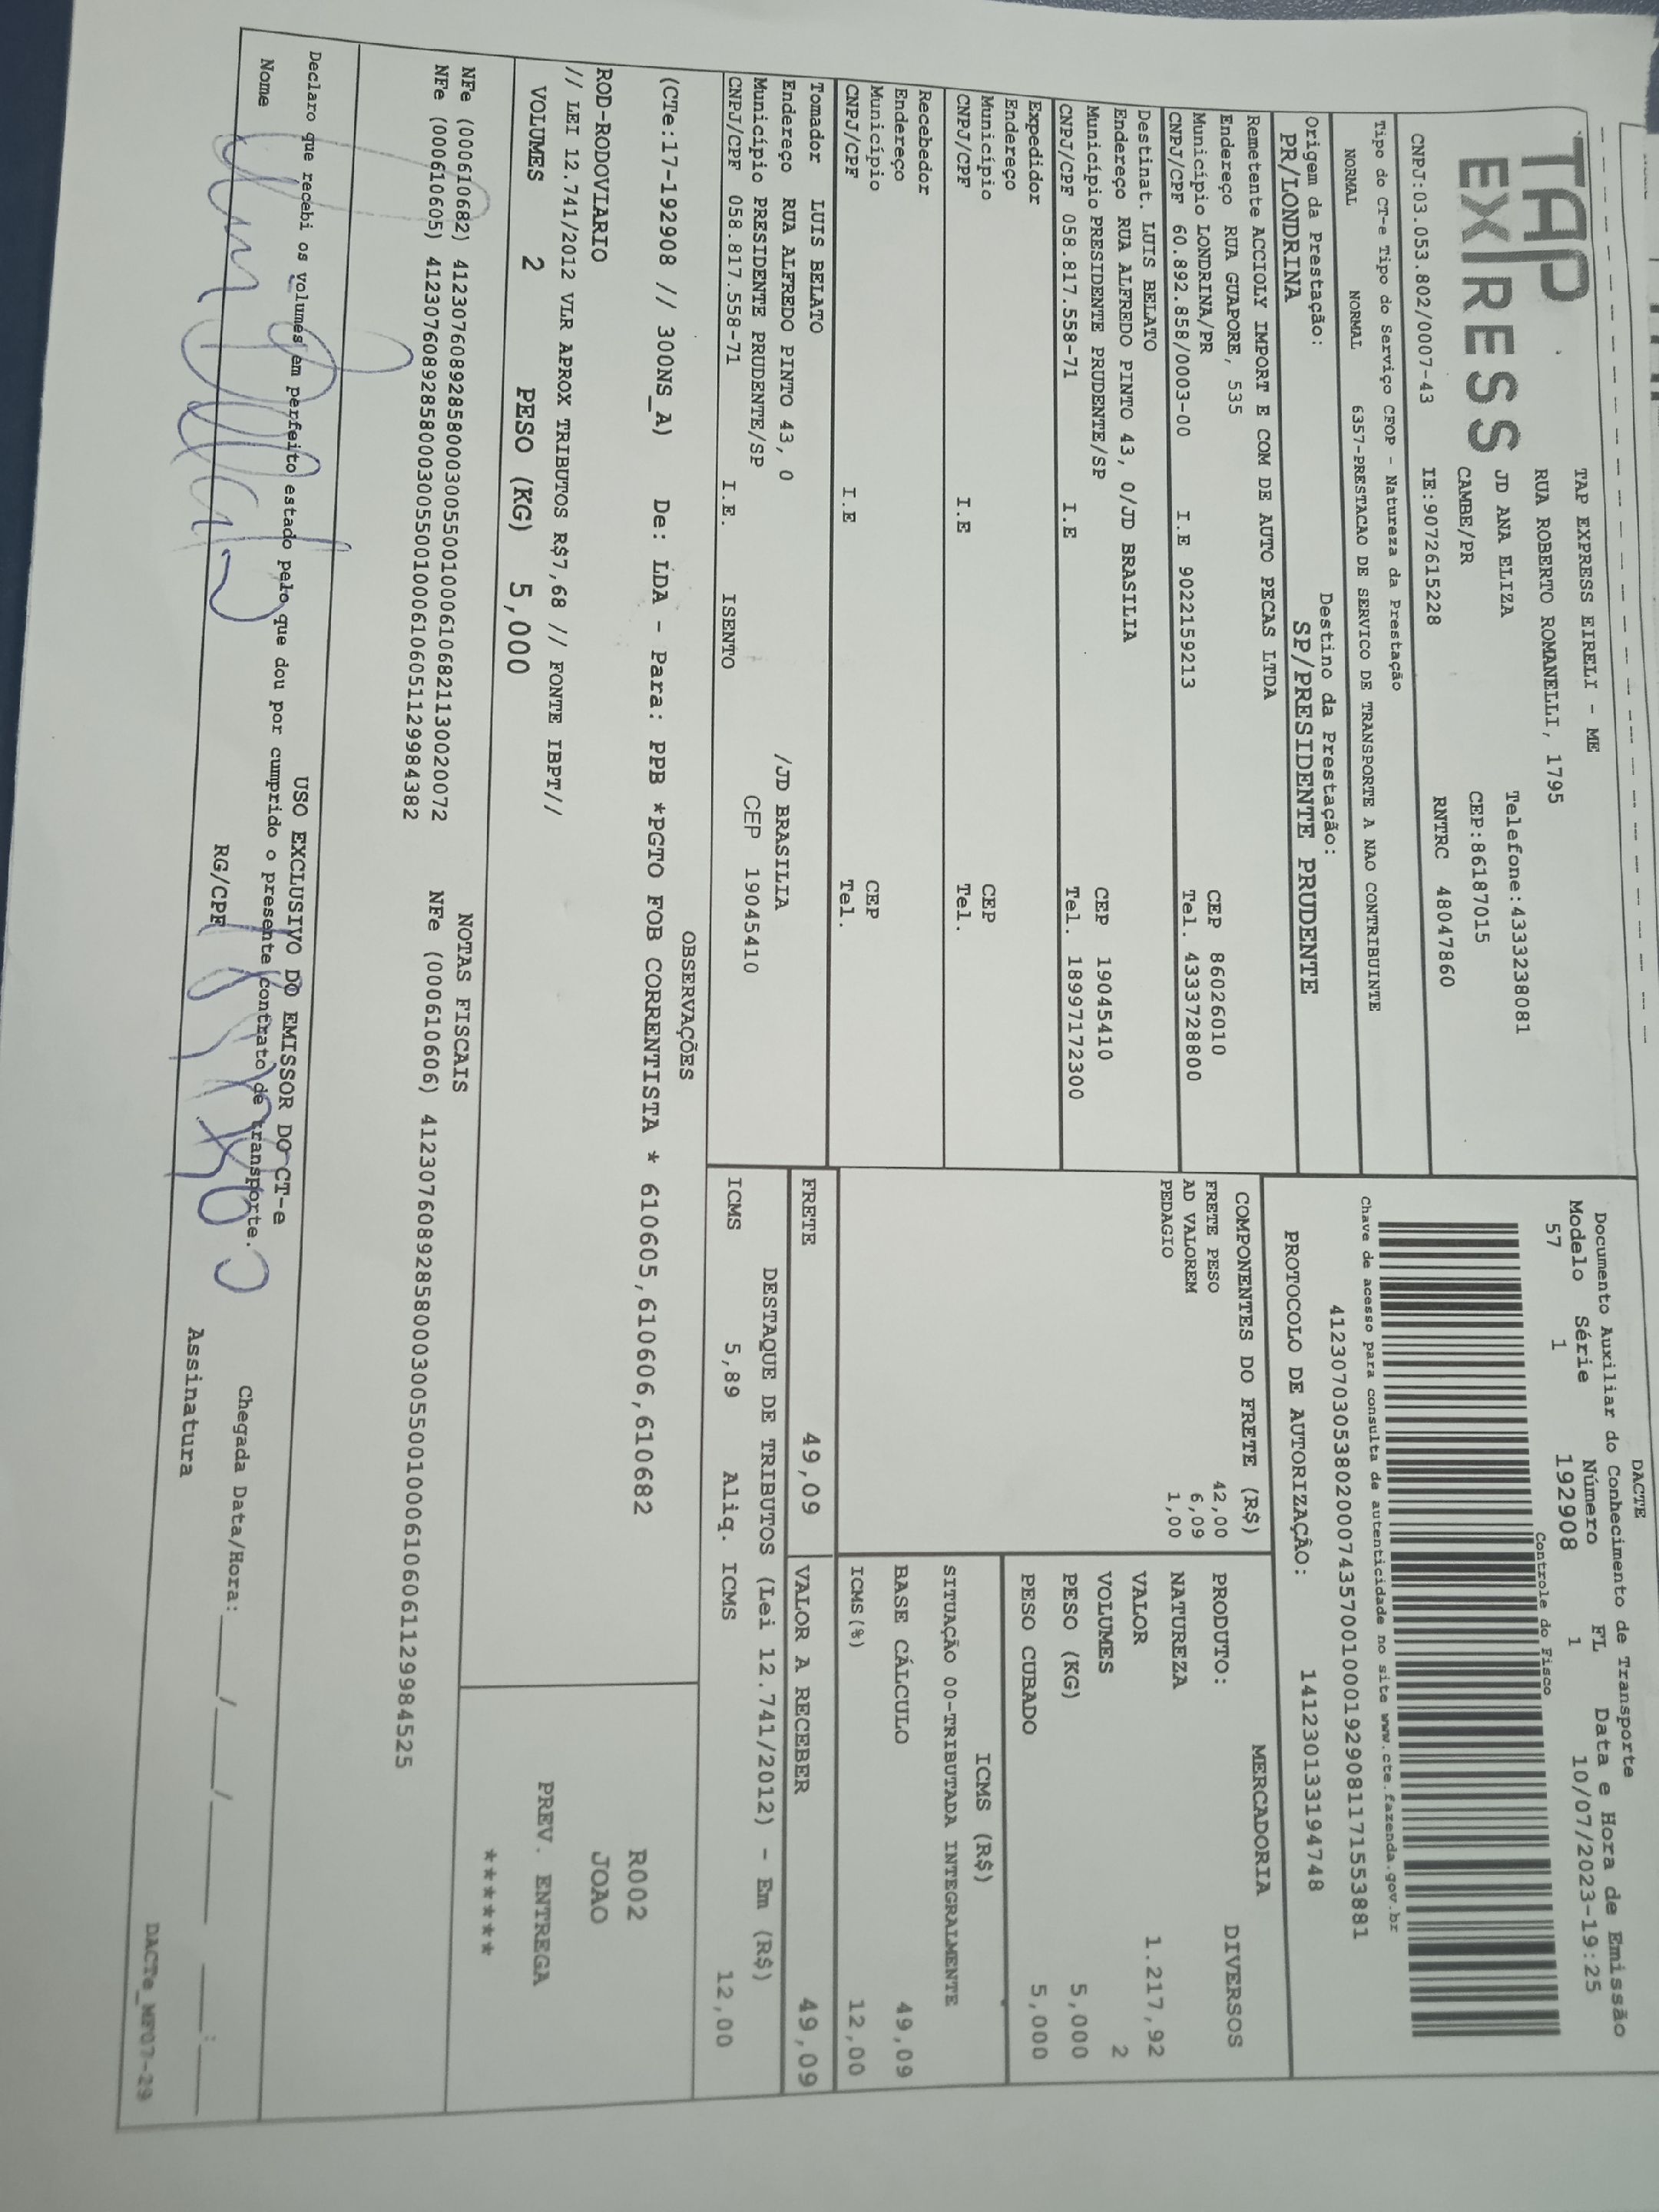 TAP
EXPRESS
TAP EXPRESS EIRELI - ME
RUA ROBERTO ROMANELLI, 1795
JD ANA ELIZA
Telefone:4333238081
CAMBE/PR
CEP:86187015
CNPJ:03.053.802/0007-43
IE:9072615228
RNTRC 48047860
Tipo do CT-e Tipo do Serviço CFOP - Natureza da Prestação
NORMAL NORMAL 6357-PRESTACAO DE SERVICO DE TRANSPORTE A NAO CONTRIBUINTE
Origem da Prestação: Destino da Prestação:
PR/LONDRINA SP/PRESIDENTE PRUDENTE
DACTE
Documento Auxiliar do Conhecimento de Transporte
Modelo Série Número FL Data e Hora de Emissão
57 1 192908 1 10/07/2023-19:25
Controle do Fisco
Chave de acesso para consulta de autenticidade no site www.cte.fazenda.gov.br
41230703053802000743570010001929081171553881
PROTOCOLO DE AUTORIZAÇÃO: 141230133194748
Remetente ACCIOLY IMPORT E COM DE AUTO PECAS LTDA
Endereço RUA GUAPORE, 535
Município LONDRINA/PR CEP 86026010
CNPJ/CPF 60.892.858/0003-00 I.E 9022159213 Tel. 4333728800
Destinat. LUIS BELATO
Endereço RUA ALFREDO PINTO 43, 0/JD BRASILIA
Município PRESIDENTE PRUDENTE/SP CEP 19045410
CNPJ/CPF 058.817.558-71 I.E Tel. 18997172300
Expedidor
Endereço
Município CEP
CNPJ/CPF I.E Tel.
Recebedor
Endereço
Município CEP
CNPJ/CPF I.E Tel.
Tomador LUIS BELATO
Endereço RUA ALFREDO PINTO 43, 0 /JD BRASILIA
Município PRESIDENTE PRUDENTE/SP CEP 19045410
CNPJ/CPF 058.817.558-71 I.E. ISENTO
COMPONENTES DO FRETE (R$)
FRETE PESO 42,00
AD VALOREM 6,09
PEDAGIO 1,00
MERCADORIA
PRODUTO: DIVERSOS
NATUREZA
VALOR 1.217,92
VOLUMES 2
PESO (KG) 5,000
PESO CUBADO 5,000
ICMS (R$)
SITUAÇÃO 00-TRIBUTADA INTEGRALMENTE
BASE CÁLCULO 49,09
ICMS(%) 12,00
FRETE 49,09 VALOR A RECEBER 49,09
DESTAQUE DE TRIBUTOS (Lei 12.741/2012) - Em (R$)
ICMS 5,89 Aliq. ICMS 12,00
OBSERVAÇÕES
(CTe:17-192908 // 300NS_A) De: LDA - Para: PPB *PGTO FOB CORRENTISTA * 610605,610606,610682
ROD-RODOVIARIO
// LEI 12.741/2012 VLR APROX TRIBUTOS R$7,68 // FONTE IBPT//
VOLUMES 2 PESO (KG) 5,000
R002
JOAO
PREV. ENTREGA
******
NOTAS FISCAIS
NFe (000610682) 41230760892858000300550010006106821130020072
NFe (000610605) 41230760892858000300550010006106051129984382
NFe (000610606) 41230760892858000300550010006106061129984525
USO EXCLUSIVO DO EMISSOR DO CT-e
Declaro que recebi os volumes em perfeito estado pelo que dou por cumprido o presente contrato de transporte.
Nome
RG/CPF
Chegada Data/Hora:____/____/____ ___:___
Assinatura
DACTe_MF07-29